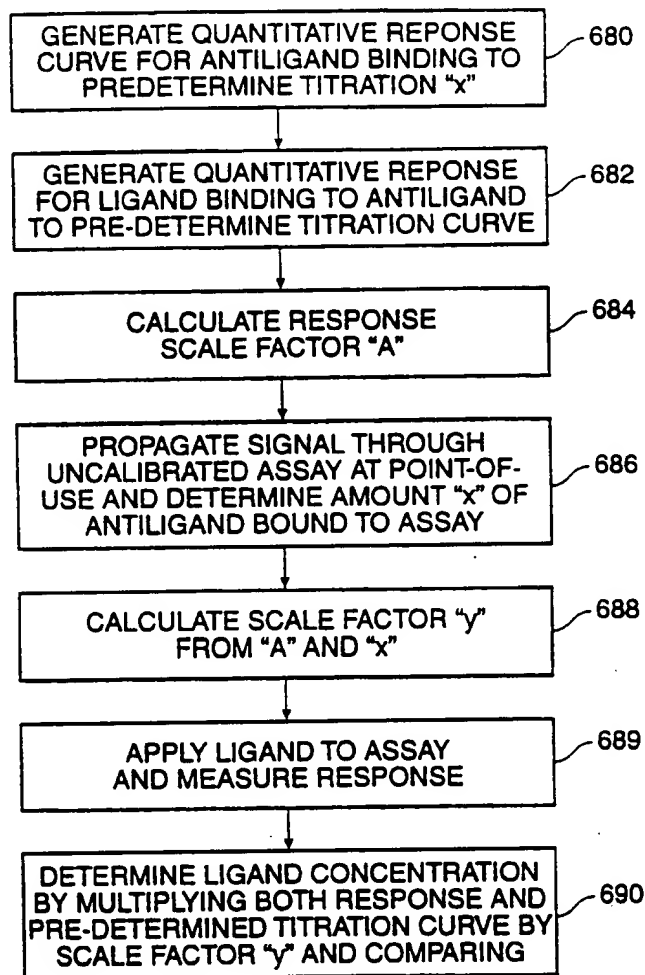 GENERATE QUANTITATIVE REPONSE
CURVE FOR ANTILIGAND BINDING TO
PREDETERMINE TITRATION "x"
680
GENERATE QUANTITATIVE REPONSE
FOR LIGAND BINDING TO ANTILIGAND
TO PRE-DETERMINE TITRATION CURVE
682
CALCULATE RESPONSE
SCALE FACTOR "A"
684
PROPAGATE SIGNAL THROUGH
UNCALIBRATED ASSAY AT POINT-OF-
USE AND DETERMINE AMOUNT "x" OF
ANTILIGAND BOUND TO ASSAY
686
CALCULATE SCALE FACTOR "y"
FROM "A" AND "x"
688
APPLY LIGAND TO ASSAY
AND MEASURE RESPONSE
689
DETERMINE LIGAND CONCENTRATION
BY MULTIPLYING BOTH RESPONSE AND
PRE-DETERMINED TITRATION CURVE BY
SCALE FACTOR "y" AND COMPARING
690